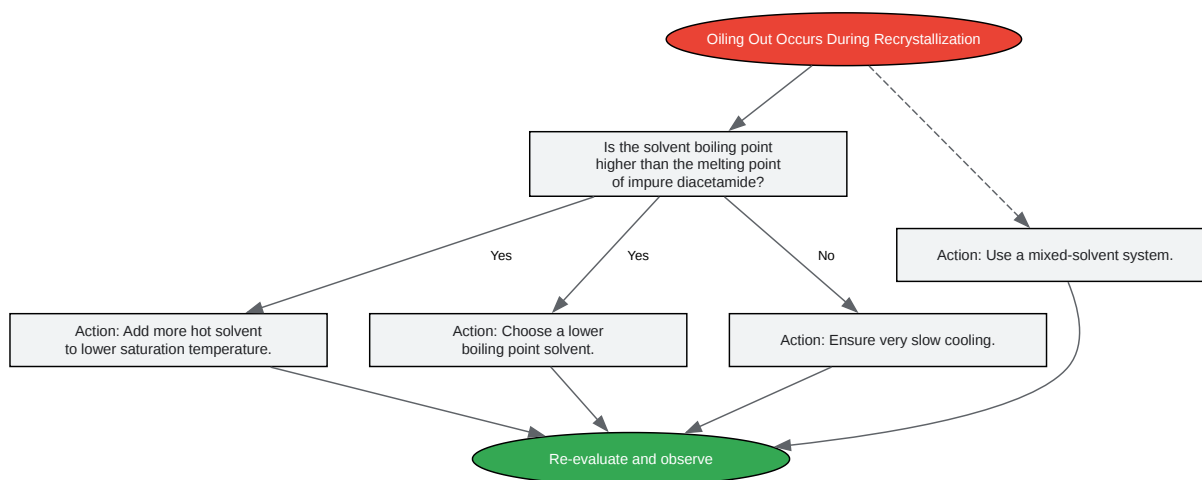 Oiling Out Occurs During Recrystallization
Is the solvent boiling point
higher than the melting point
of impure diacetamide?
Yes
Yes
No
Action: Use a mixed-solvent system.
Action: Add more hot solvent
to lower saturation temperature.
Action: Choose a lower
boiling point solvent.
Action: Ensure very slow cooling.
Re-evaluate and observe